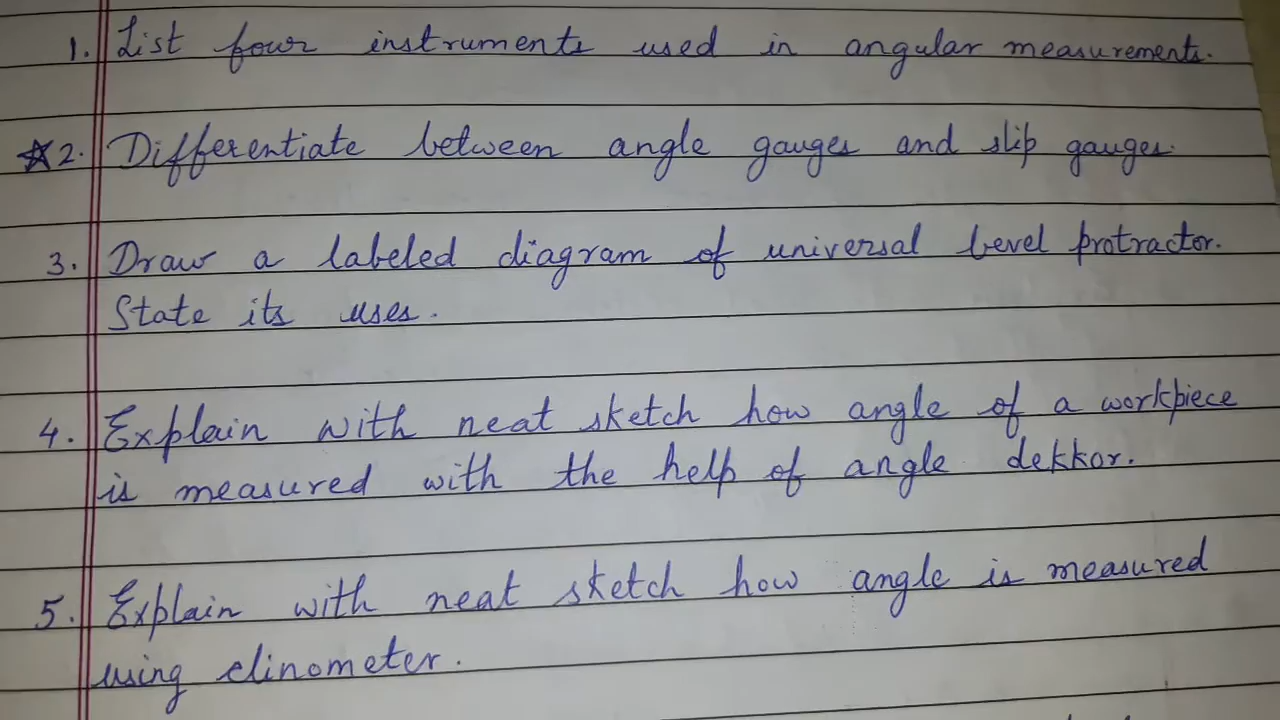 1. List four instruments used in angular measurements.
☆2. Differentiate between angle gauges and slip gauges.
3. Draw a labeled diagram of universal bevel protractor.
State its uses.
4. Explain with neat sketch how angle of a workpiece
is measured with the help of angle dekkor.
5. Explain with neat sketch how angle is measured
using clinometer.